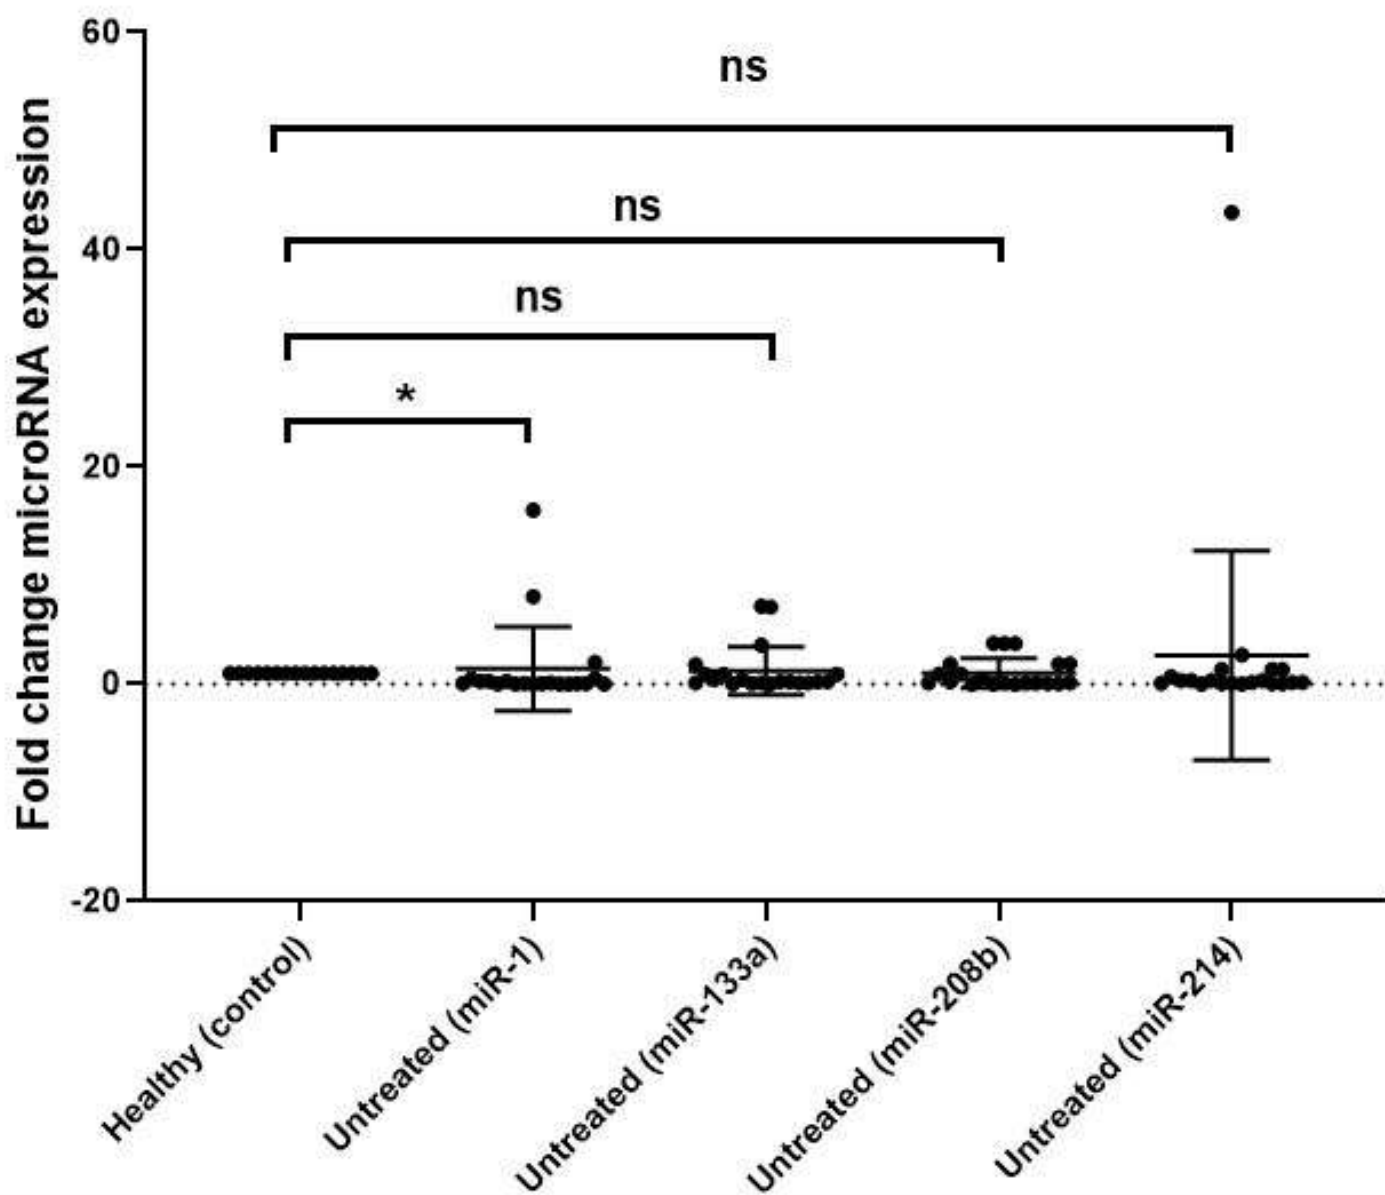 Fold change microRNA expression
60
40
20
0
-20
ns
ns
ns
*
Healthy (control)
Untreated (miR-1)
Untreated (miR-133a)
Untreated (miR-208b)
Untreated (miR-214)